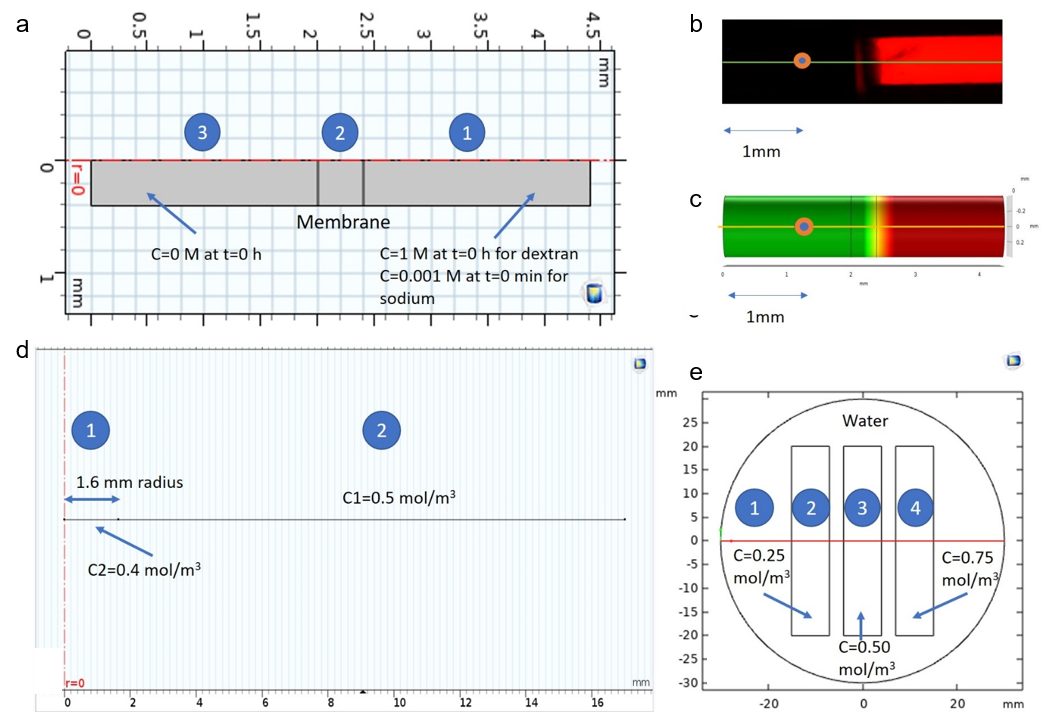 a
0
0.5
1
1.5
2
2.5
3
3.5
4
4.5
mm
3
2
1
0
r=0
Membrane
C=0 M at t=0 h
C=1 M at t=0 h for dextran
C=0.001 M at t=0 min for
sodium
1
mm
b
1mm
c
mm
0
-0.2
0
mm
0.2
0
1
2
3
4
mm
1mm
d
1
2
1.6 mm radius
C1=0.5 mol/m³
C2=0.4 mol/m³
r=0
mm
0
2
4
6
8
10
12
14
16
e
mm
25
20
15
10
5
0
-5
-10
-15
-20
-25
-30
Water
1
2
3
4
C=0.25
mol/m³
C=0.75
mol/m³
C=0.50
mol/m³
-20
0
20
mm